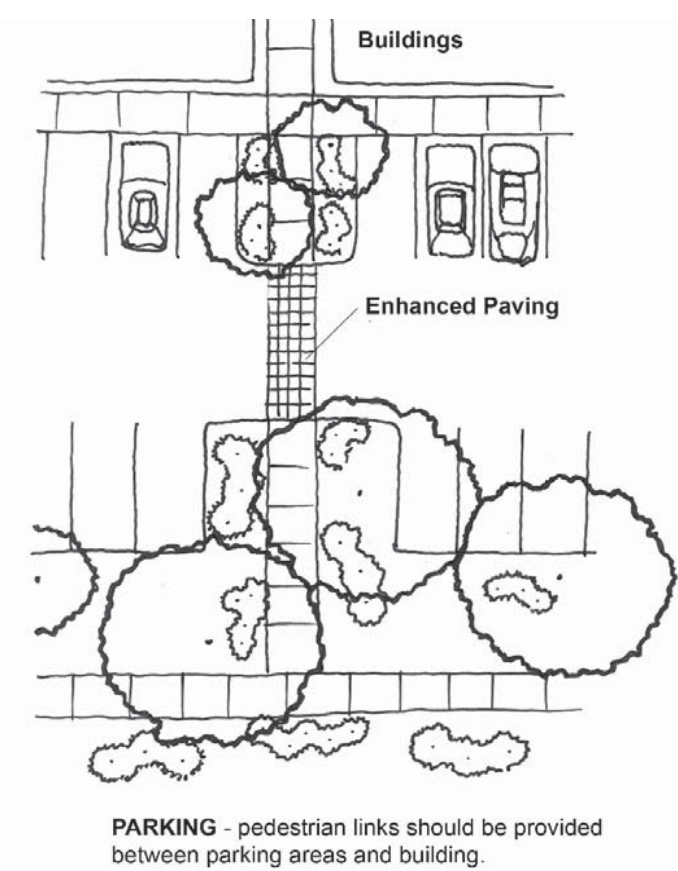 Buildings
Enhanced Paving
PARKING - pedestrian links should be provided
between parking areas and building.